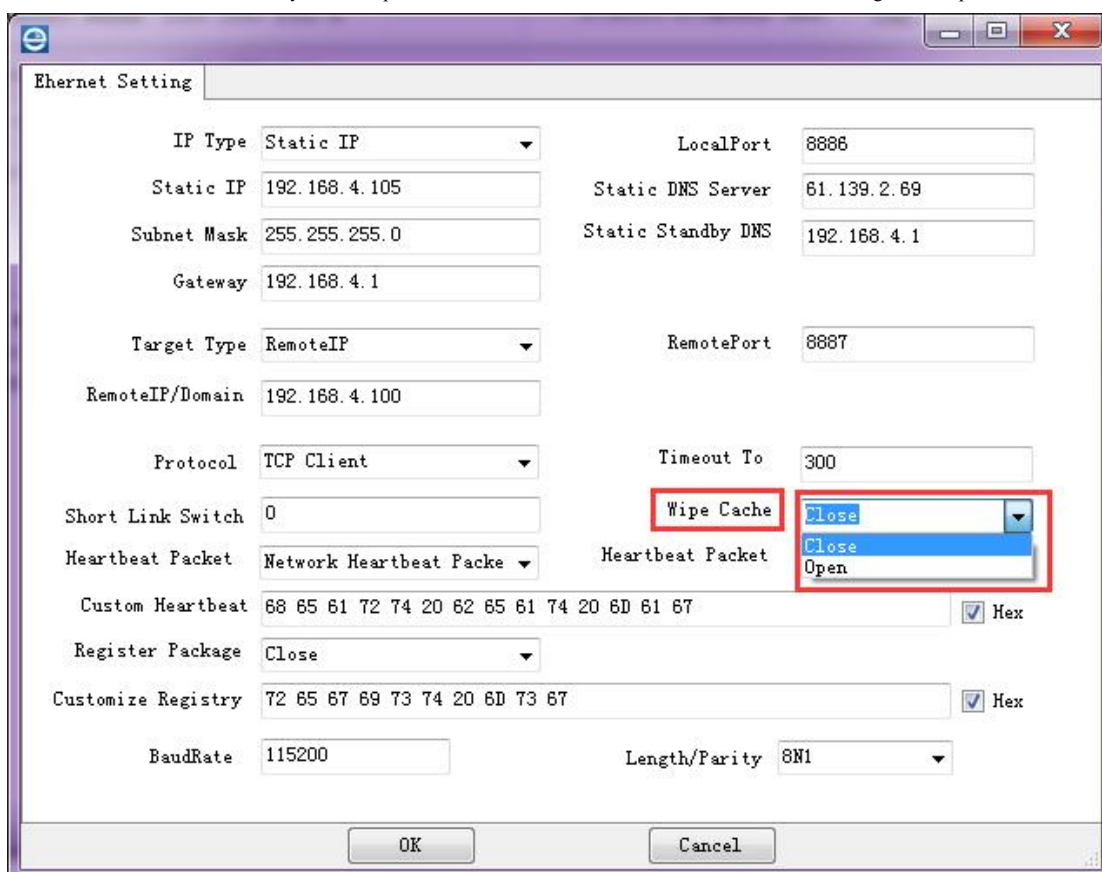 Ehernet Setting
IP Type Static IP LocalPort 8886
Static IP 192.168.4.105 Static DNS Server 61.139.2.69
Subnet Mask 255.255.255.0 Static Standby DNS 192.168.4.1
Gateway 192.168.4.1
Target Type RemoteIP RemotePort 8887
RemoteIP/Domain 192.168.4.100
Protocol TCP Client Timeout To 300
Short Link Switch 0 Wipe Cache Close
Close
Heartbeat Packet Network Heartbeat Packe Heartbeat Packet Open
Custom Heartbeat 68 65 61 72 74 20 62 65 61 74 20 6D 61 67 Hex
Register Package Close
Customize Registry 72 65 67 69 73 74 20 6D 73 67 Hex
BaudRate 115200 Length/Parity 8N1
OK Cancel